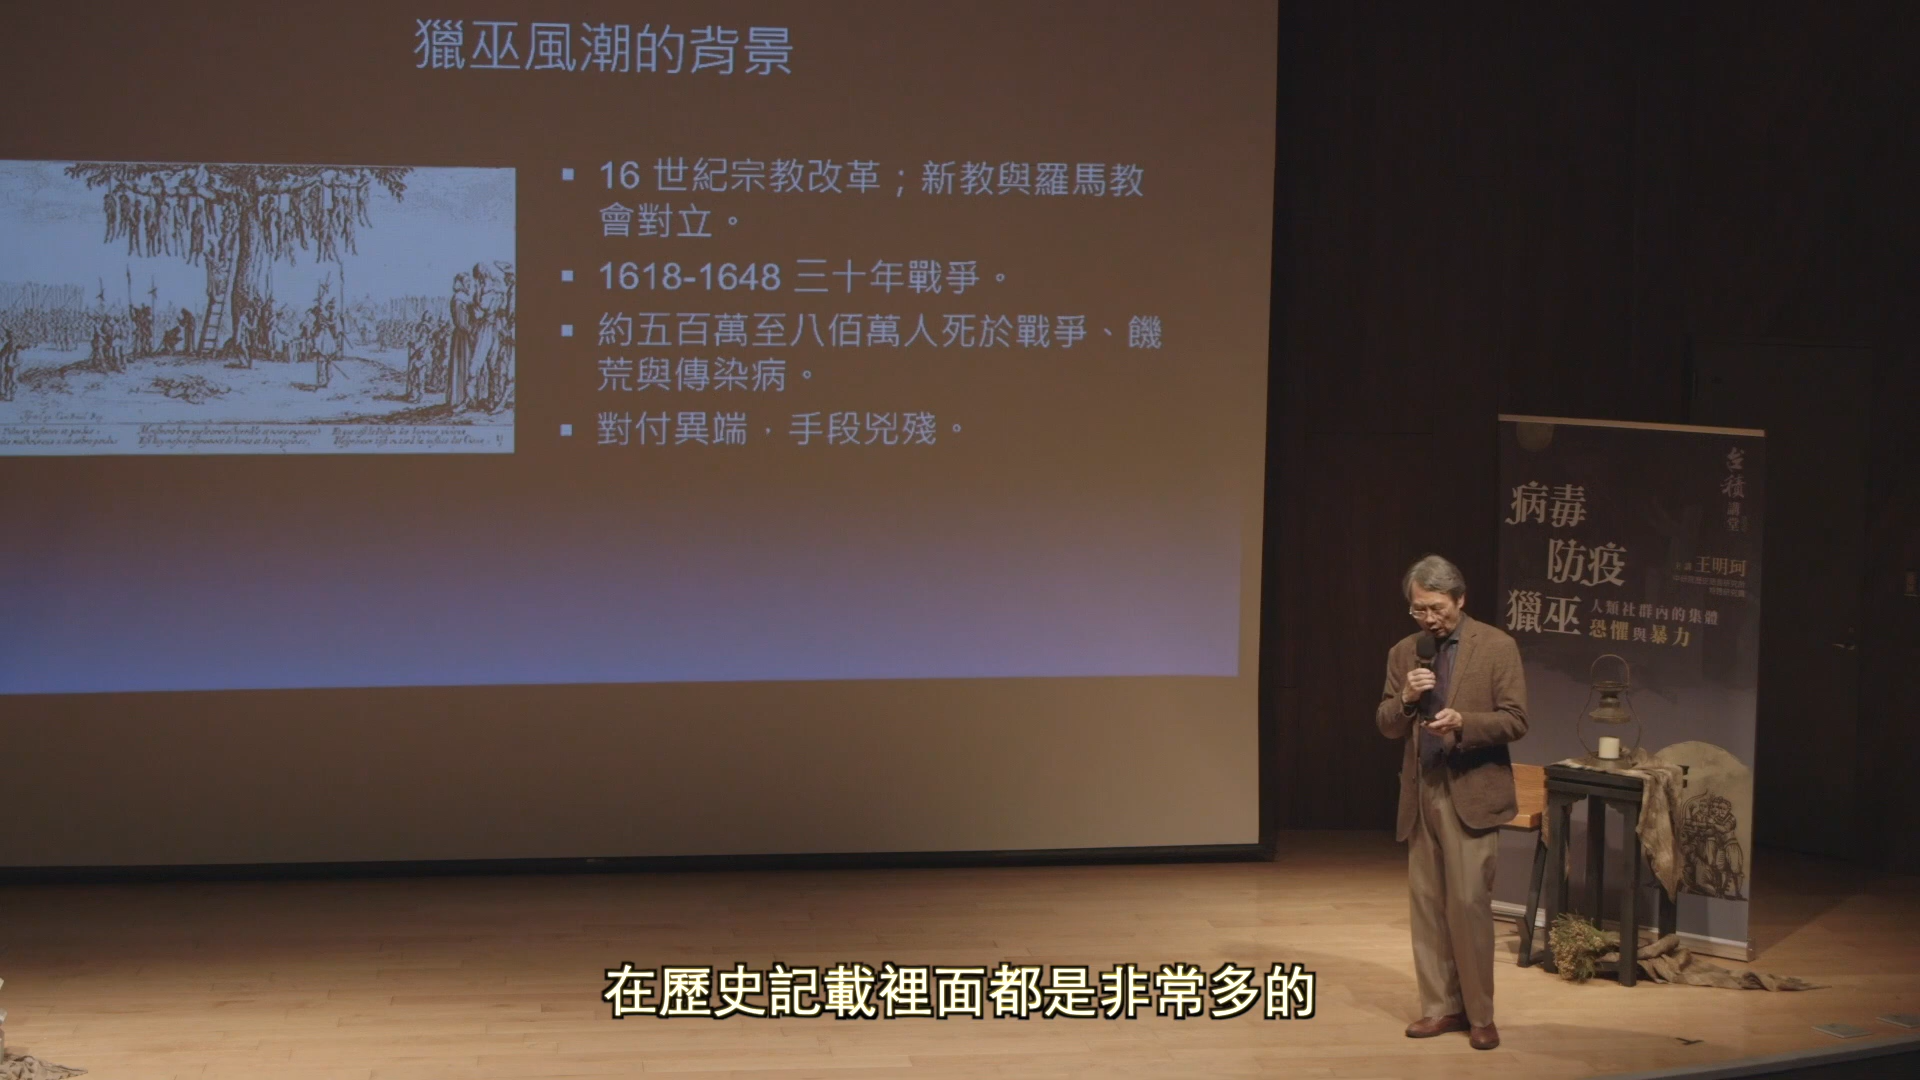 獵巫風潮的背景
▪ 16 世紀宗教改革；新教與羅馬教
會對立。
▪ 1618-1648 三十年戰爭。
▪ 約五百萬至八佰萬人死於戰爭、饑
荒與傳染病。
▪ 對付異端，手段兇殘。
台積
講堂
病毒
防疫
獵巫
王明珂
人類社群內的集體
恐懼與暴力
在歷史記載裡面都是非常多的